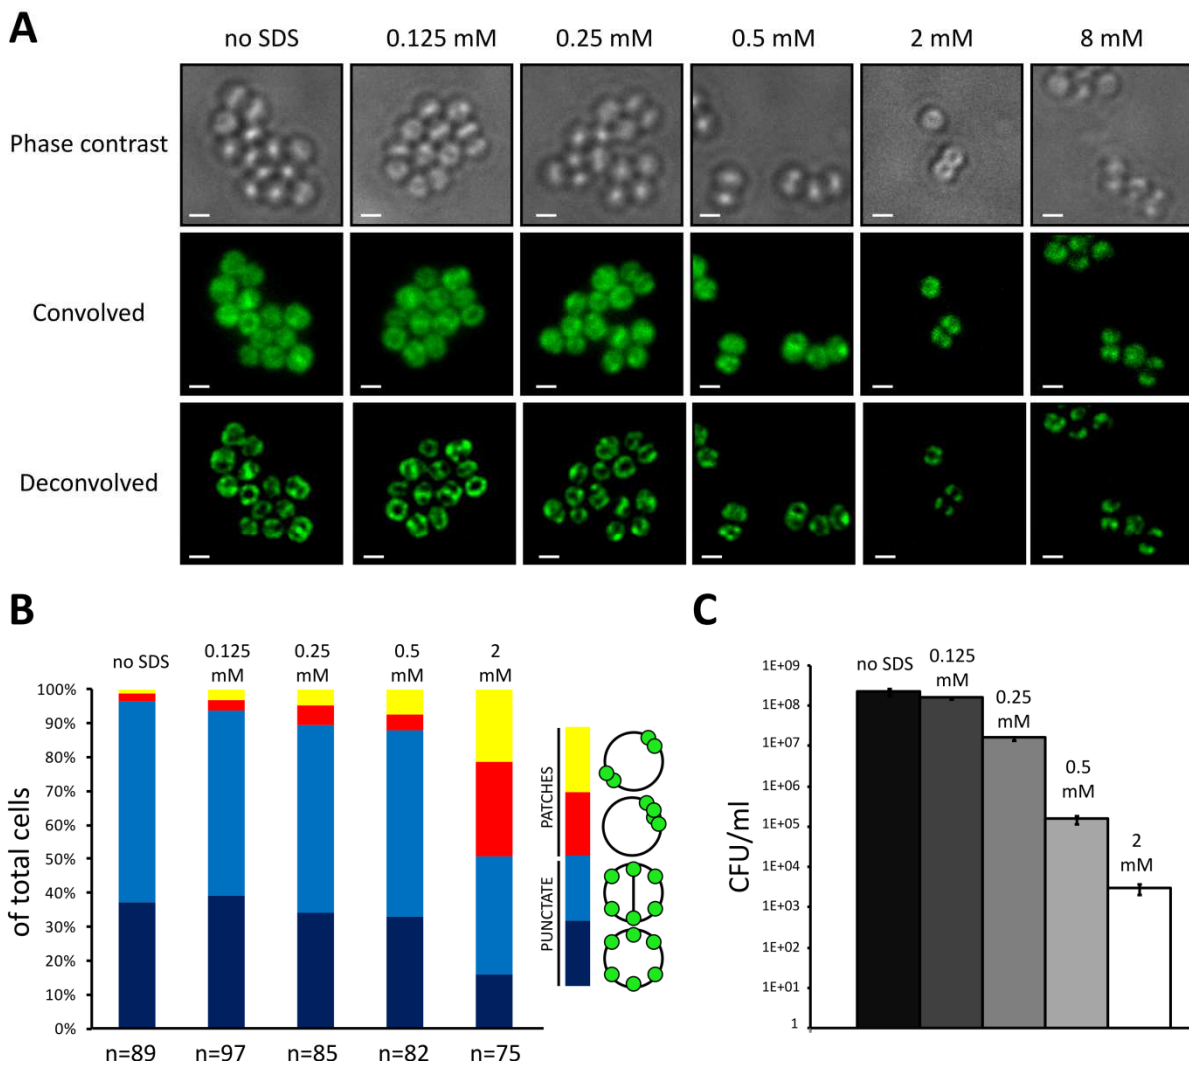 A
no SDS 0.125 mM 0.25 mM 0.5 mM 2 mM 8 mM
Phase contrast
Convolved
Deconvolved
B
no SDS 0.125 mM 0.25 mM 0.5 mM 2 mM
100%
90%
80%
70%
60%
50%
40%
30%
20%
10%
0%
of total cells
n=89 n=97 n=85 n=82 n=75
PATCHES
PUNCTATE
C
no SDS
0.125 mM
0.25 mM
0.5 mM
2 mM
1E+09
1E+08
1E+07
1E+06
1E+05
1E+04
1E+03
1E+02
1E+01
1
CFU/ml